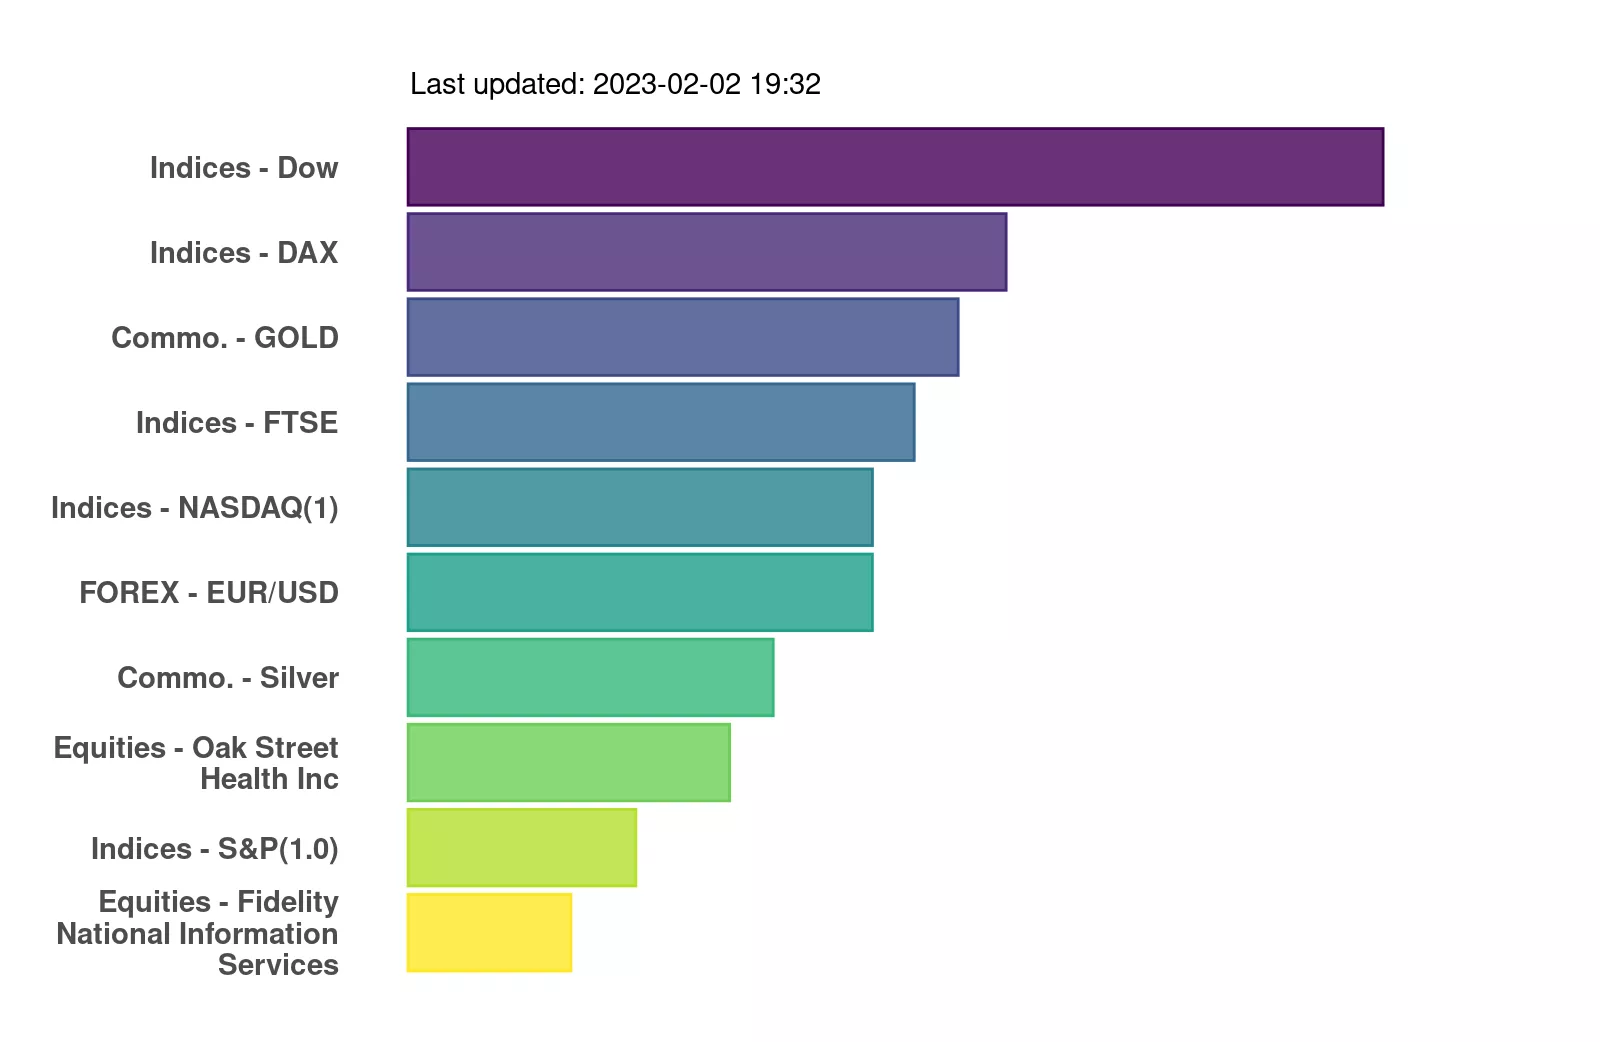 Last updated: 2023-02-02 19:32
Indices - Dow
Indices - DAX
Commo. - GOLD
Indices - FTSE
Indices - NASDAQ(1)
FOREX - EUR/USD
Commo. - Silver
Equities - Oak Street
Health Inc
Indices - S&P(1.0)
Equities - Fidelity
National Information
Services